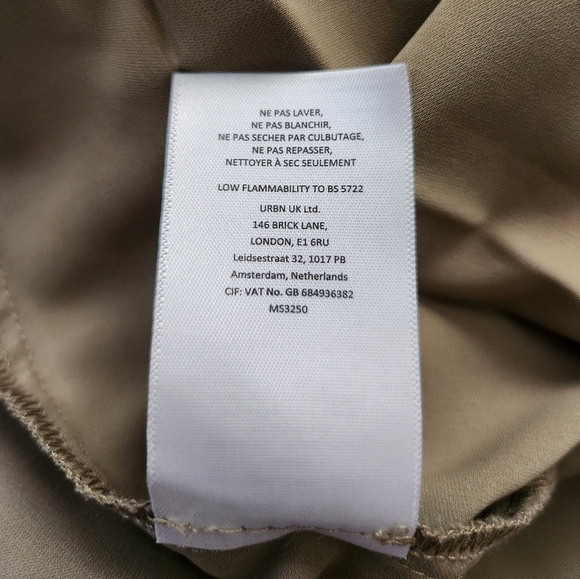 NE PAS LAVER,
NE PAS BLANCHIR,
NE PAS SECHER PAR CULBUTAGE,
NE PAS REPASSER,
NETTOYER À SEC SEULEMENT
LOW FLAMMABILITY TO BS 5722
URBN UK Ltd.
146 BRICK LANE,
LONDON, E1 6RU
Leidsestraat 32, 1017 PB
Amsterdam, Netherlands
CIF: VAT No. GB 684936382
MS3250